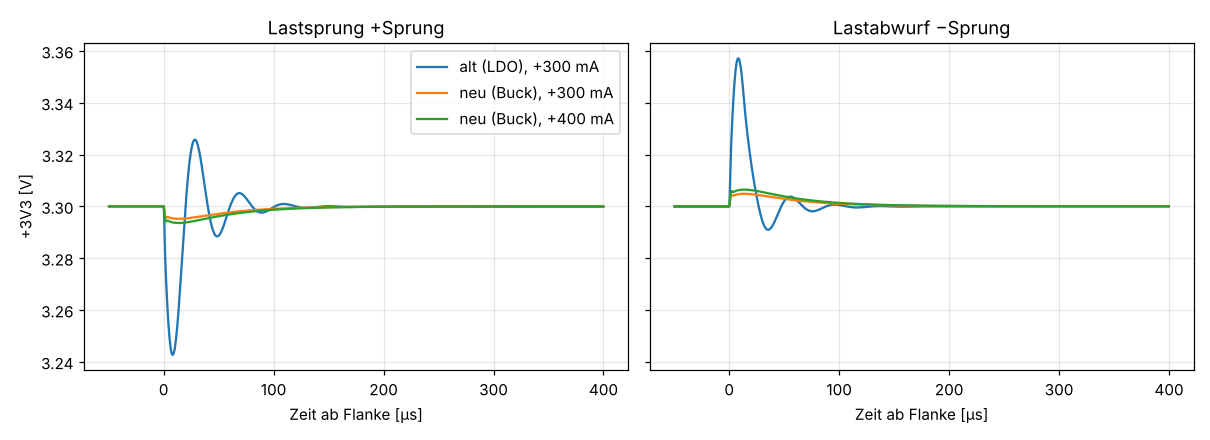 Lastsprung +Sprung
Lastabwurf −Sprung
+3V3 [V]
3.36
3.34
3.32
3.30
3.28
3.26
3.24
alt (LDO), +300 mA
neu (Buck), +300 mA
neu (Buck), +400 mA
0
100
200
300
400
0
100
200
300
400
Zeit ab Flanke [µs]
Zeit ab Flanke [µs]